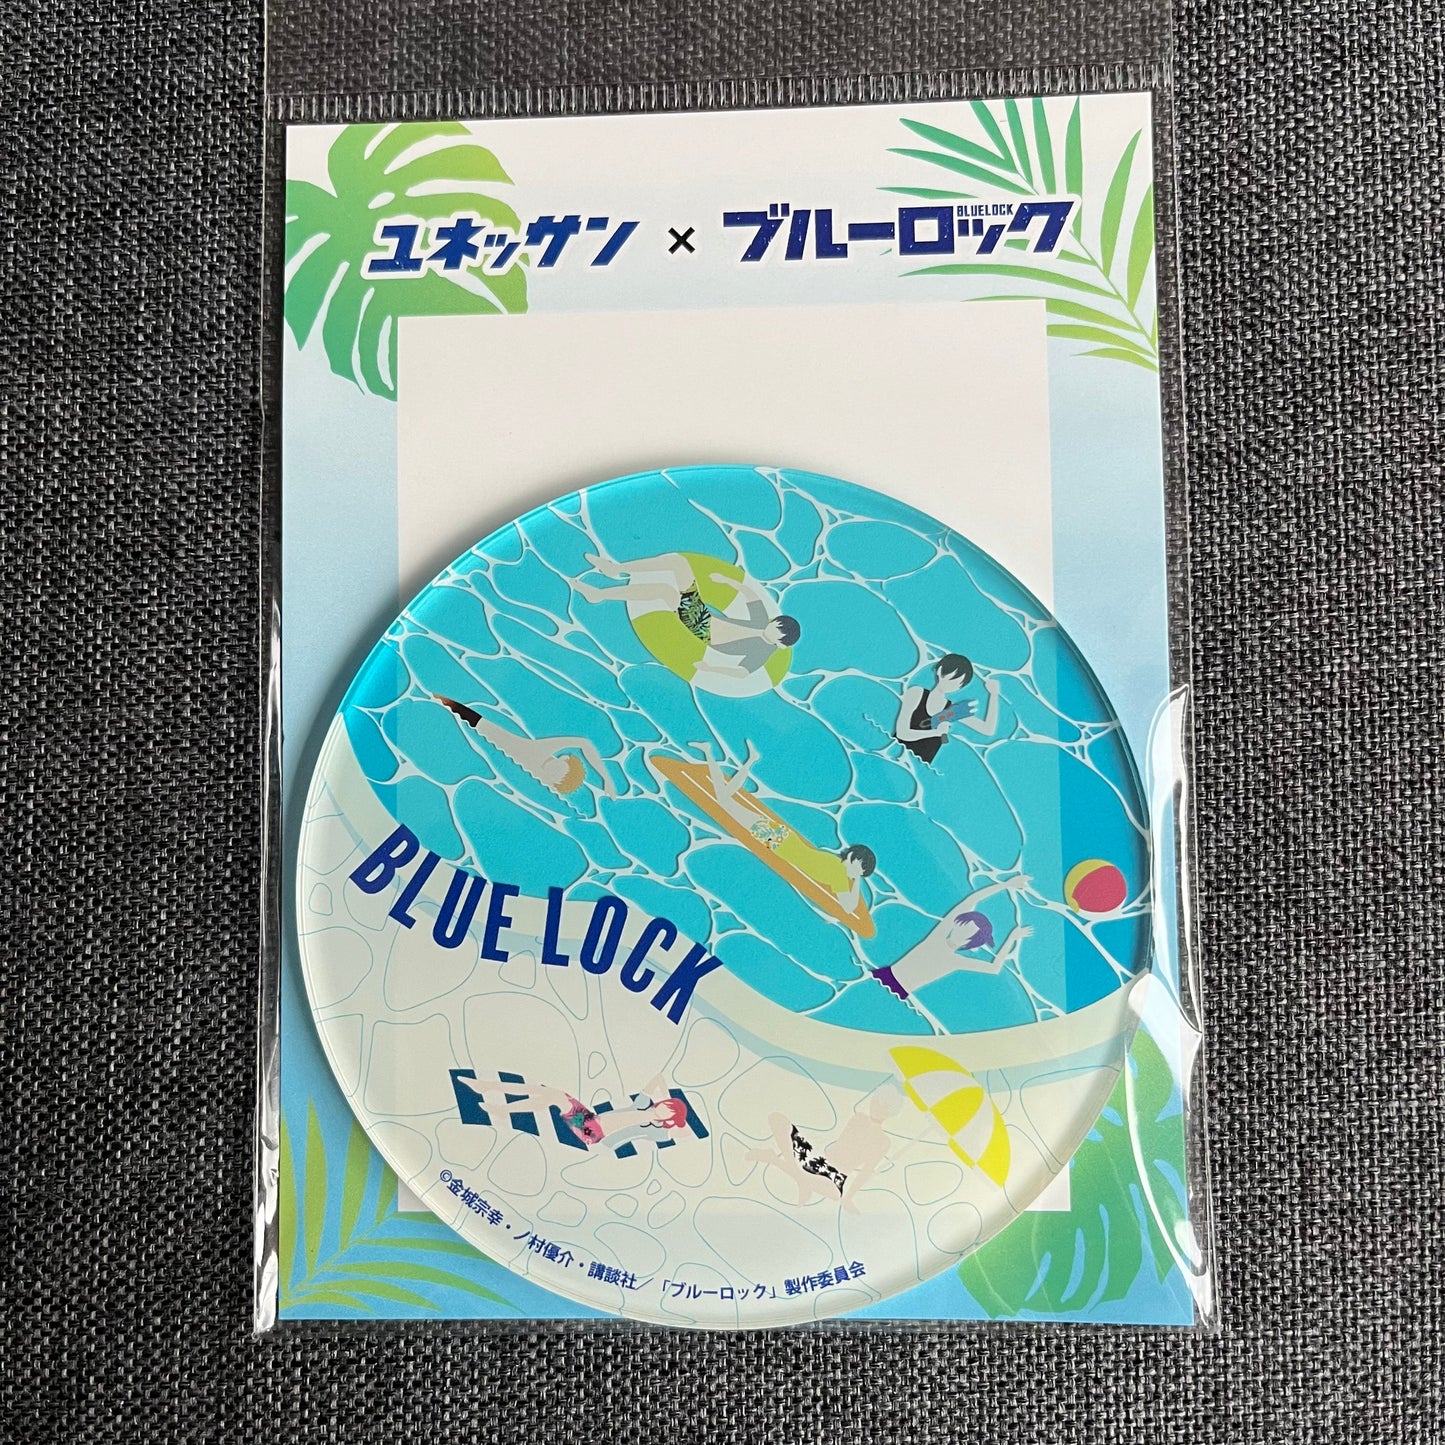 ユネッサン × ブルーロック
BLUELOCK
BLUE LOCK
©金城宗幸・ノ村優介・講談社／「ブルーロック」製作委員会